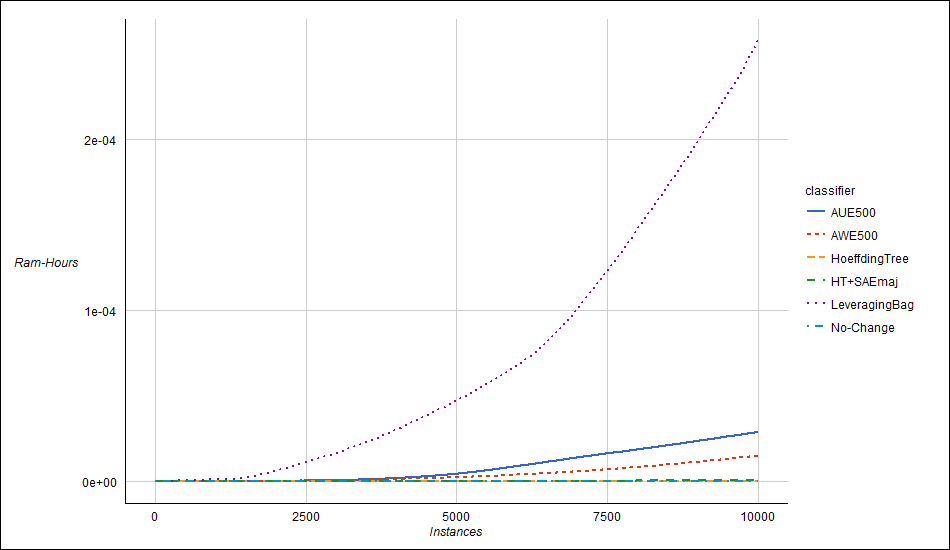 2e-04
1e-04
0e+00
Ram-Hours
0
2500
5000
7500
10000
Instances
classifier
AUE500
AWE500
HoeffdingTree
HT+SAEmaj
LeveragingBag
No-Change